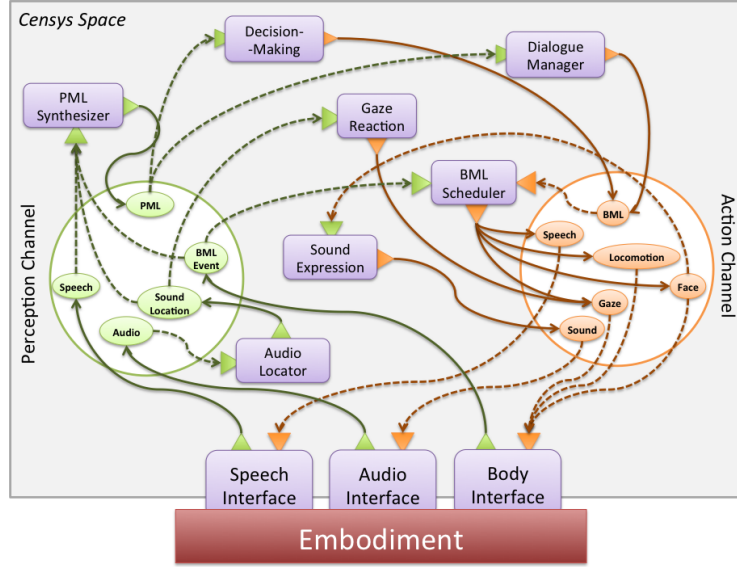 Censys Space
Decision-
-Making
Dialogue
Manager
PML
Synthesizer
Gaze
Reaction
BML
Scheduler
Sound
Expression
Perception Channel
PML
BML
Event
Speech
Sound
Location
Audio
Audio
Locator
Action Channel
BML
Speech
Locomotion
Face
Gaze
Sound
Speech
Interface
Audio
Interface
Body
Interface
Embodiment